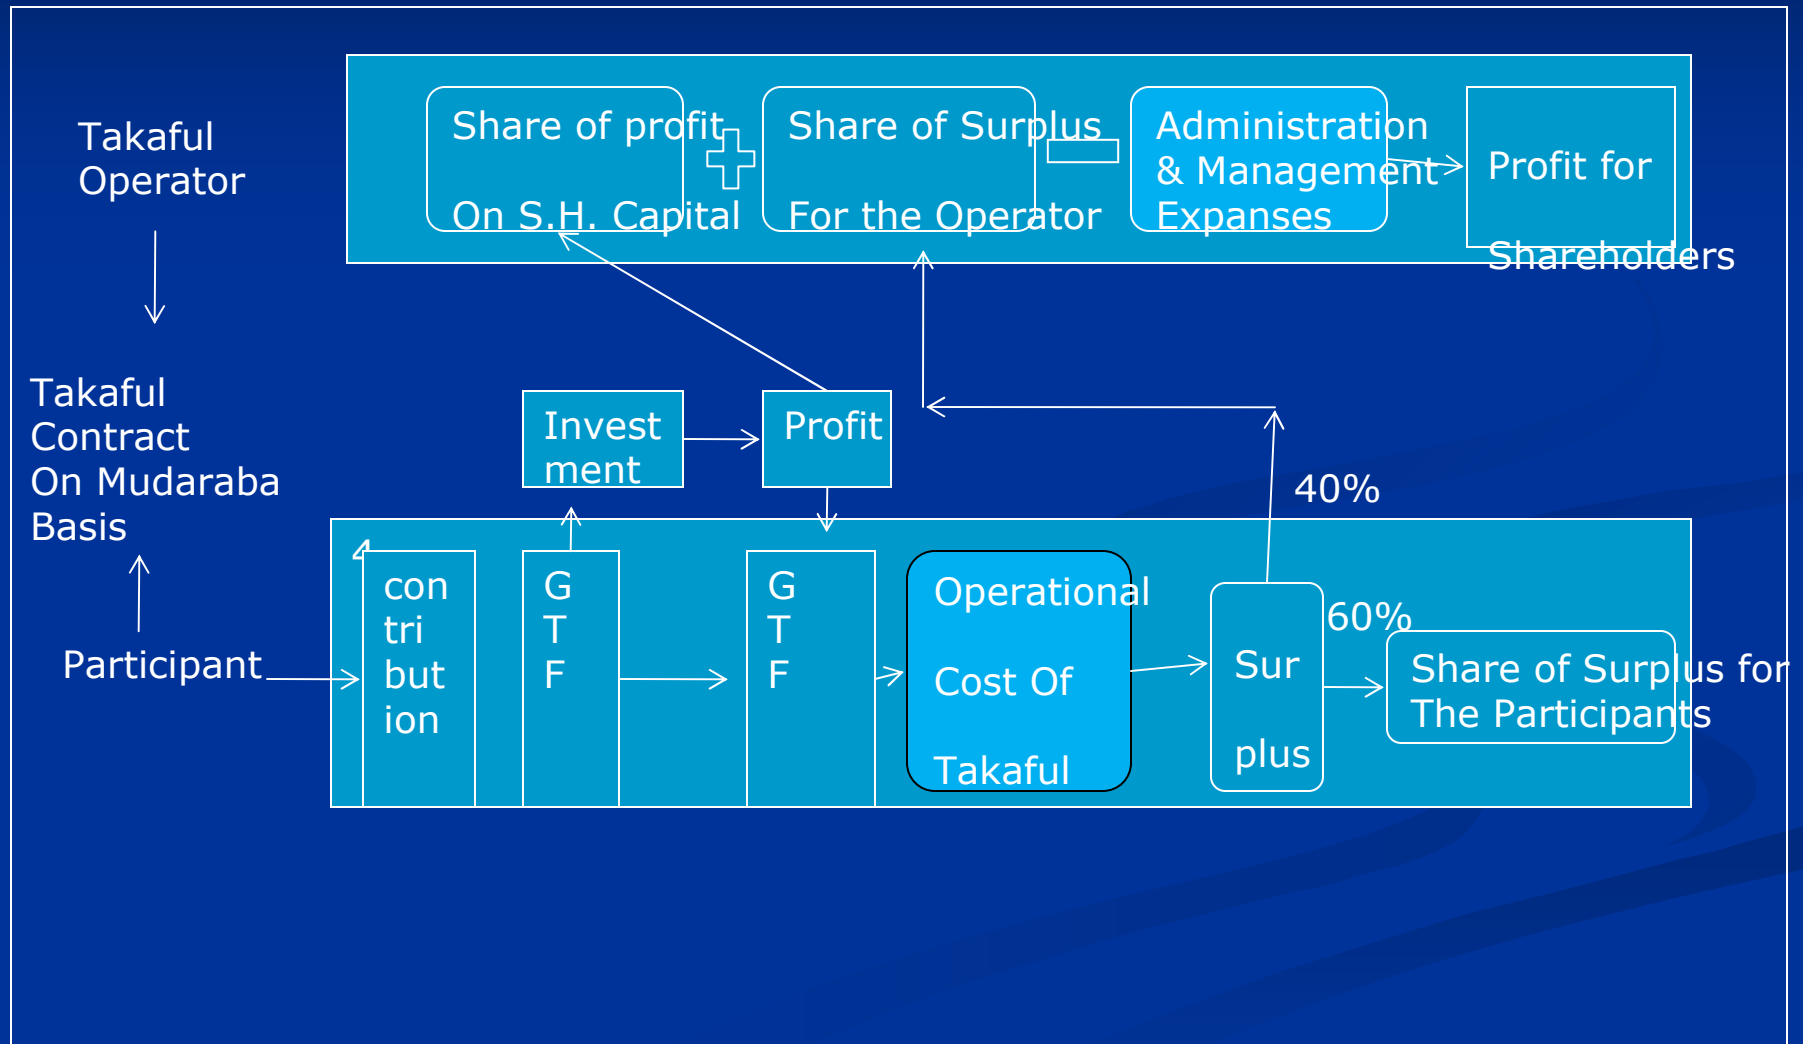 Takaful
Operator
Share of profit
On S.H. Capital
Share of Surplus
For the Operator
Administration
& Management
Expanses
Profit for
Shareholders
Takaful
Contract
On Mudaraba
Basis
Invest
ment
Profit
40%
Participant
con
tri
but
ion
G
T
F
G
T
F
Operational
Cost Of
Takaful
Sur
plus
60%
Share of Surplus for
The Participants